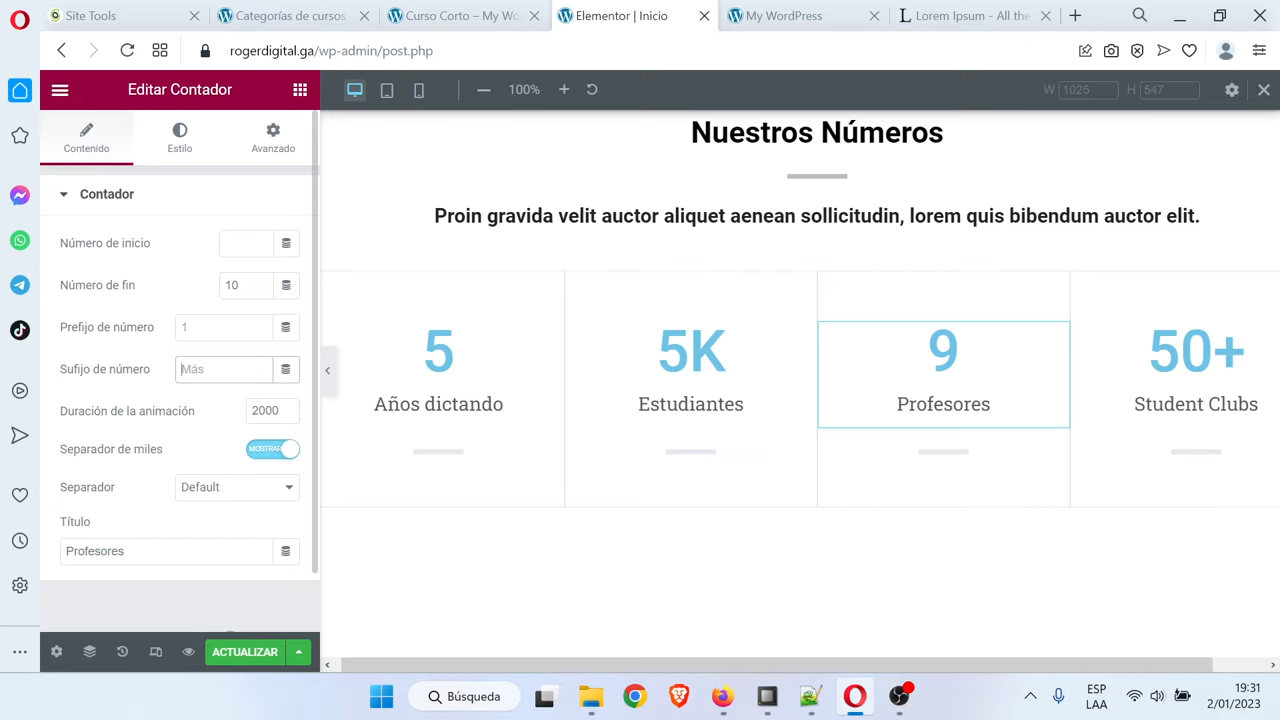 Site Tools
Categorías de cursos
Curso Corto – My Wo
Elementor | Inicio
My WordPress
Lorem Ipsum - All the
rogerdigital.ga/wp-admin/post.php
Editar Contador
100%
W 1025
H 547
Contenido
Estilo
Avanzado
Contador
Número de inicio
Número de fin
10
Prefijo de número
1
Sufijo de número
Más
Duración de la animación
2000
Separador de miles
MOSTRAR
Separador
Default
Título
Profesores
ACTUALIZAR
Nuestros Números
Proin gravida velit auctor aliquet aenean sollicitudin, lorem quis bibendum auctor elit.
5
Años dictando
5K
Estudiantes
9
Profesores
50+
Student Clubs
Búsqueda
ESP
LAA
19:31
2/01/2023